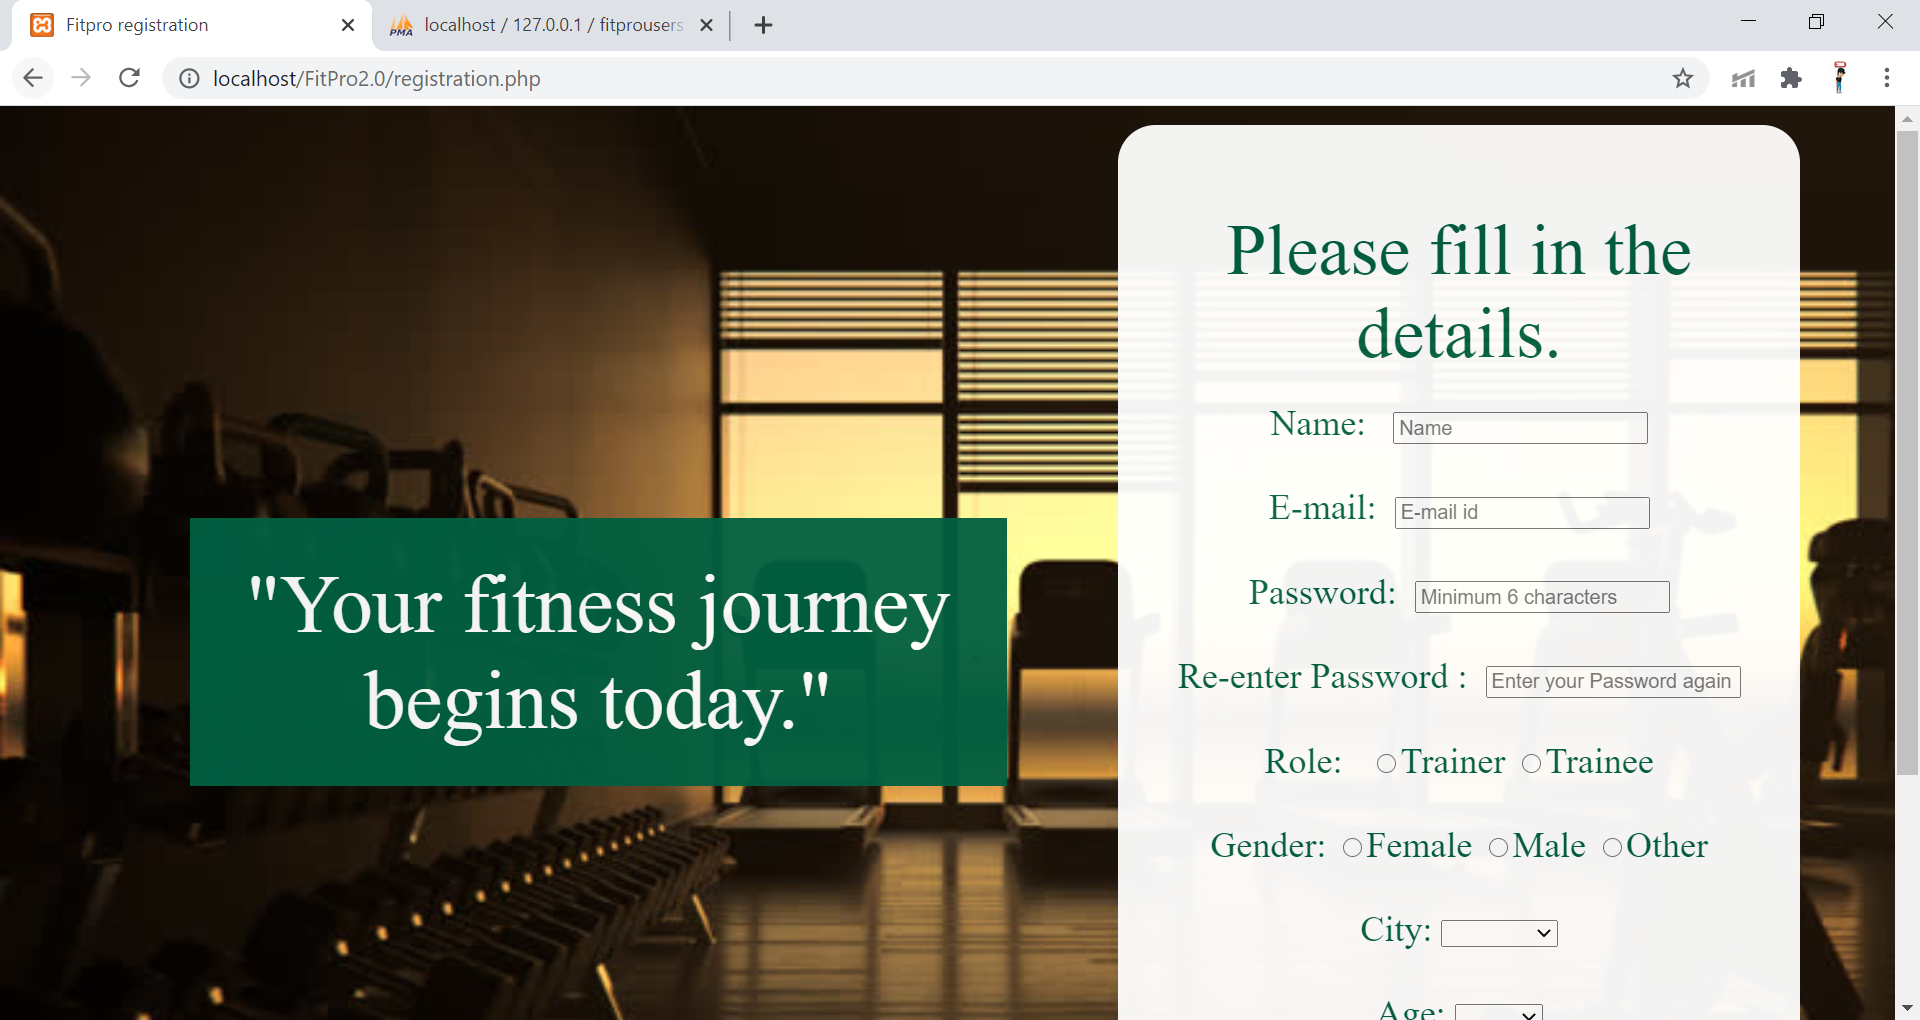 Fitpro registration
PMA
localhost / 127.0.0.1 / fitprousers
localhost/FitPro2.0/registration.php
Please fill in the
details.
Name: Name
E-mail: E-mail id
Password: Minimum 6 characters
Re-enter Password : Enter your Password again
Role: Trainer Trainee
Gender: Female Male Other
City:
Age:
"Your fitness journey
begins today."